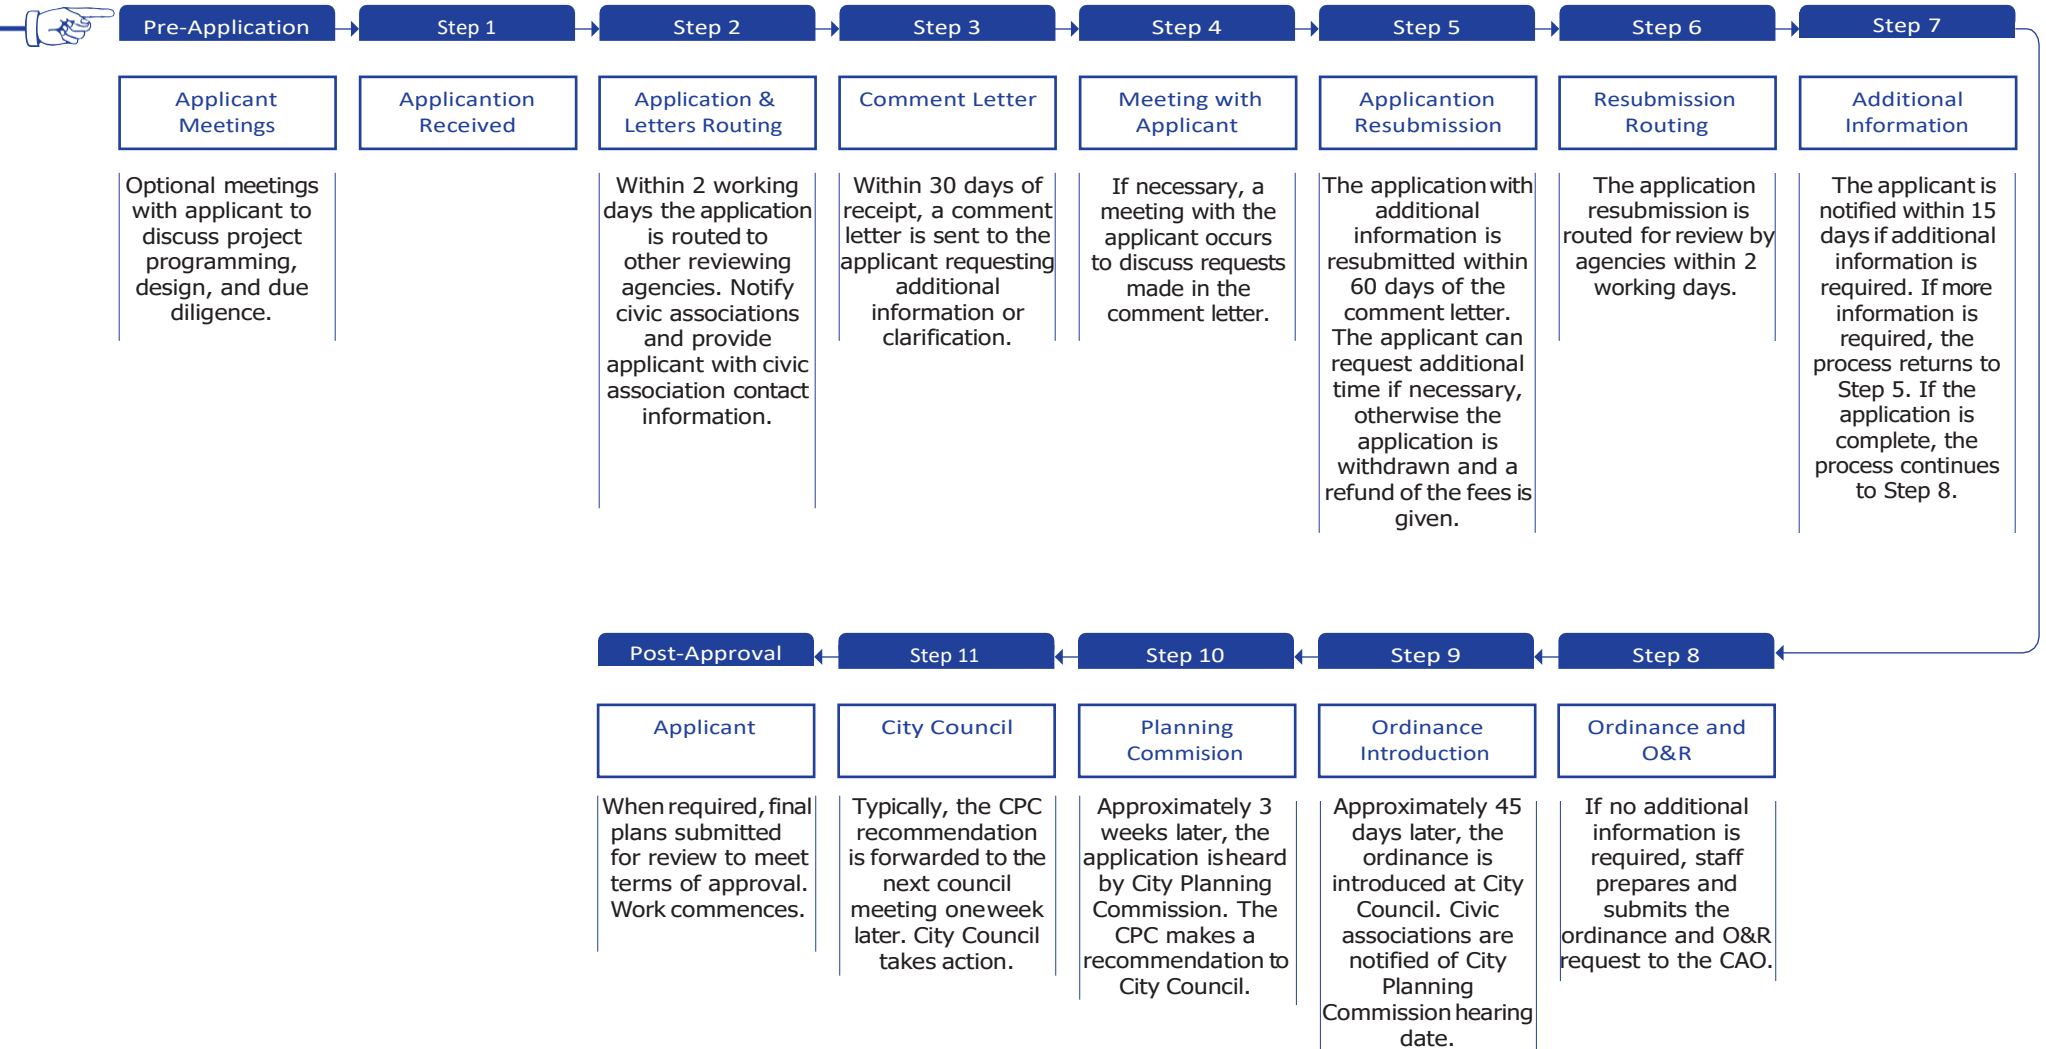 Pre-Application
Step 1
Step 2
Step 3
Step 4
Step 5
Step 6
Step 7
Applicant
Meetings
Applicantion
Received
Application &
Letters Routing
Comment Letter
Meeting with
Applicant
Applicantion
Resubmission
Resubmission
Routing
Additional
Information
Optional meetings
with applicant to
discuss project
programming,
design, and due
diligence.
Within 2 working
days the application
is routed to
other reviewing
agencies. Notify
civic associations
and provide
applicant with civic
association contact
information.
Within 30 days of
receipt, a comment
letter is sent to the
applicant requesting
additional
information or
clarification.
If necessary, a
meeting with the
applicant occurs
to discuss requests
made in the
comment letter.
The application with
additional
information is
resubmitted within
60 days of the
comment letter.
The applicant can
request additional
time if necessary,
otherwise the
application is
withdrawn and a
refund of the fees is
given.
The application
resubmission is
routed for review by
agencies within 2
working days.
The applicant is
notified within 15
days if additional
information is
required. If more
information is
required, the
process returns to
Step 5. If the
application is
complete, the
process continues
to Step 8.
Post-Approval
Step 11
Step 10
Step 9
Step 8
Applicant
City Council
Planning
Commision
Ordinance
Introduction
Ordinance and
O&R
When required, final
plans submitted
for review to meet
terms of approval.
Work commences.
Typically, the CPC
recommendation
is forwarded to the
next council
meeting one week
later. City Council
takes action.
Approximately 3
weeks later, the
application is heard
by City Planning
Commission. The
CPC makes a
recommendation to
City Council.
Approximately 45
days later, the
ordinance is
introduced at City
Council. Civic
associations are
notified of City
Planning
Commission hearing
date.
If no additional
information is
required, staff
prepares and
submits the
ordinance and O&R
request to the CAO.